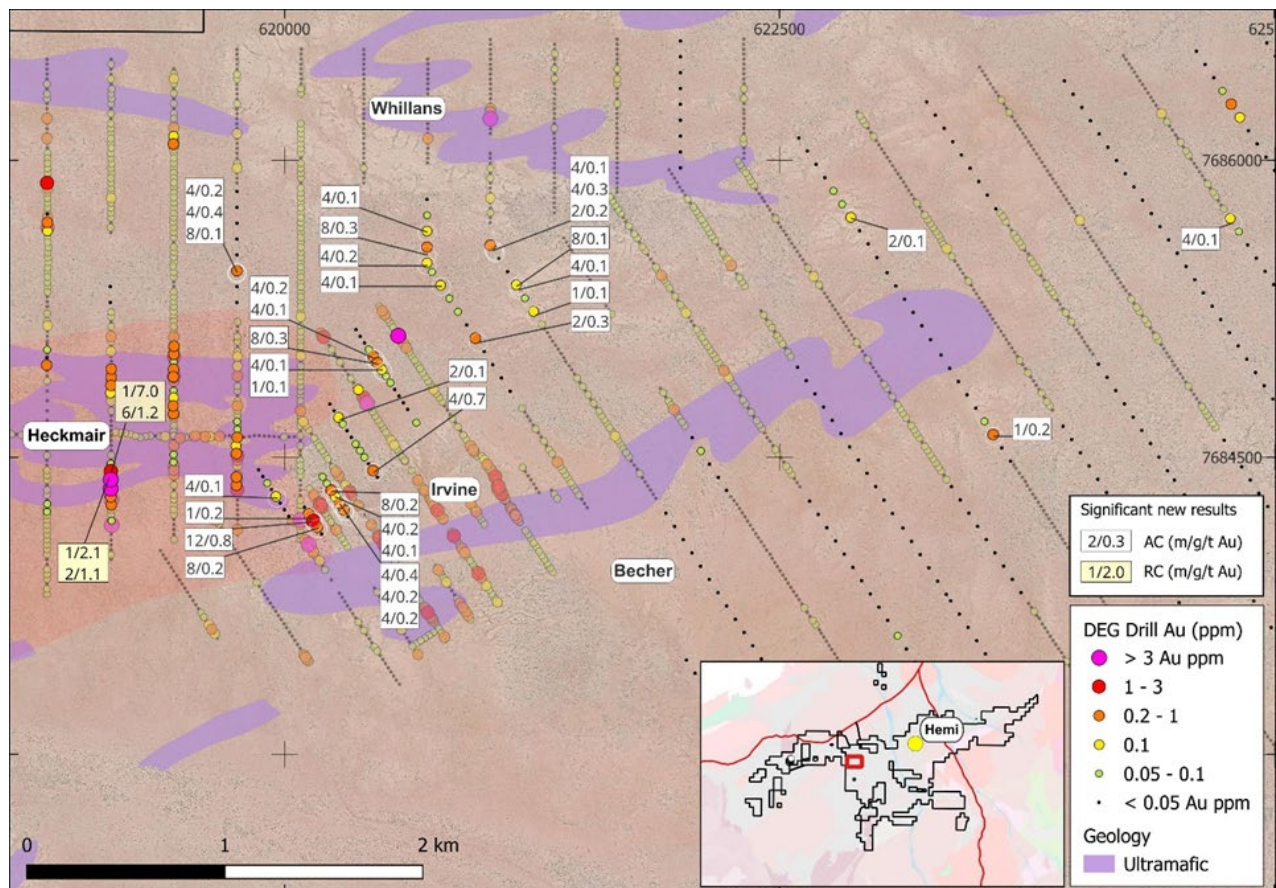 620000
622500
625
Whillans
7686000
4/0.1
4/0.3
2/0.2
4/0.2
4/0.4
8/0.1
4/0.1
8/0.3
4/0.2
4/0.1
8/0.1
4/0.1
1/0.1
2/0.3
2/0.1
4/0.1
4/0.2
4/0.1
8/0.3
4/0.1
1/0.1
2/0.1
4/0.7
1/7.0
6/1.2
Heckmair
1/0.2
7684500
4/0.1
1/0.2
12/0.8
8/0.2
Irvine
8/0.2
4/0.2
4/0.1
4/0.4
4/0.2
4/0.2
1/2.1
2/1.1
Becher
Significant new results
2/0.3 AC (m/g/t Au)
1/2.0 RC (m/g/t Au)
DEG Drill Au (ppm)
> 3 Au ppm
1 - 3
0.2 - 1
0.1
0.05 - 0.1
< 0.05 Au ppm
Geology
Ultramafic
Hemi
0 1 2 km